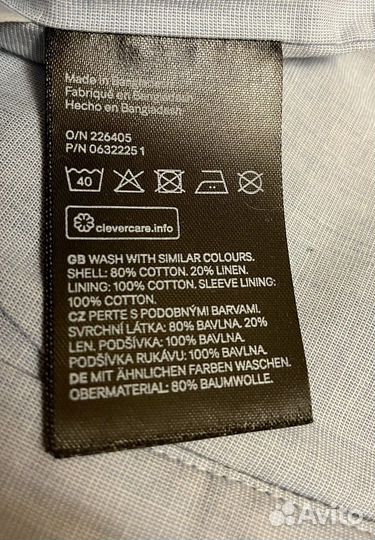 Made in Bangladesh
Fabriqué en Bangladesh
Hecho en Bangladesh
O/N 226405
P/N 0632225 1
40
clevercare.info
GB WASH WITH SIMILAR COLOURS.
SHELL: 80% COTTON. 20% LINEN.
LINING: 100% COTTON. SLEEVE LINING:
100% COTTON.
CZ PERTE S PODOBNÝMI BARVAMI.
SVRCHNÍ LÁTKA: 80% BAVLNA, 20%
LEN. PODŠÍVKA: 100% BAVLNA.
PODŠÍVKA RUKÁVU: 100% BAVLNA.
DE MIT ÄHNLICHEN FARBEN WASCHEN.
OBERMATERIAL: 80% BAUMWOLLE.
Avito